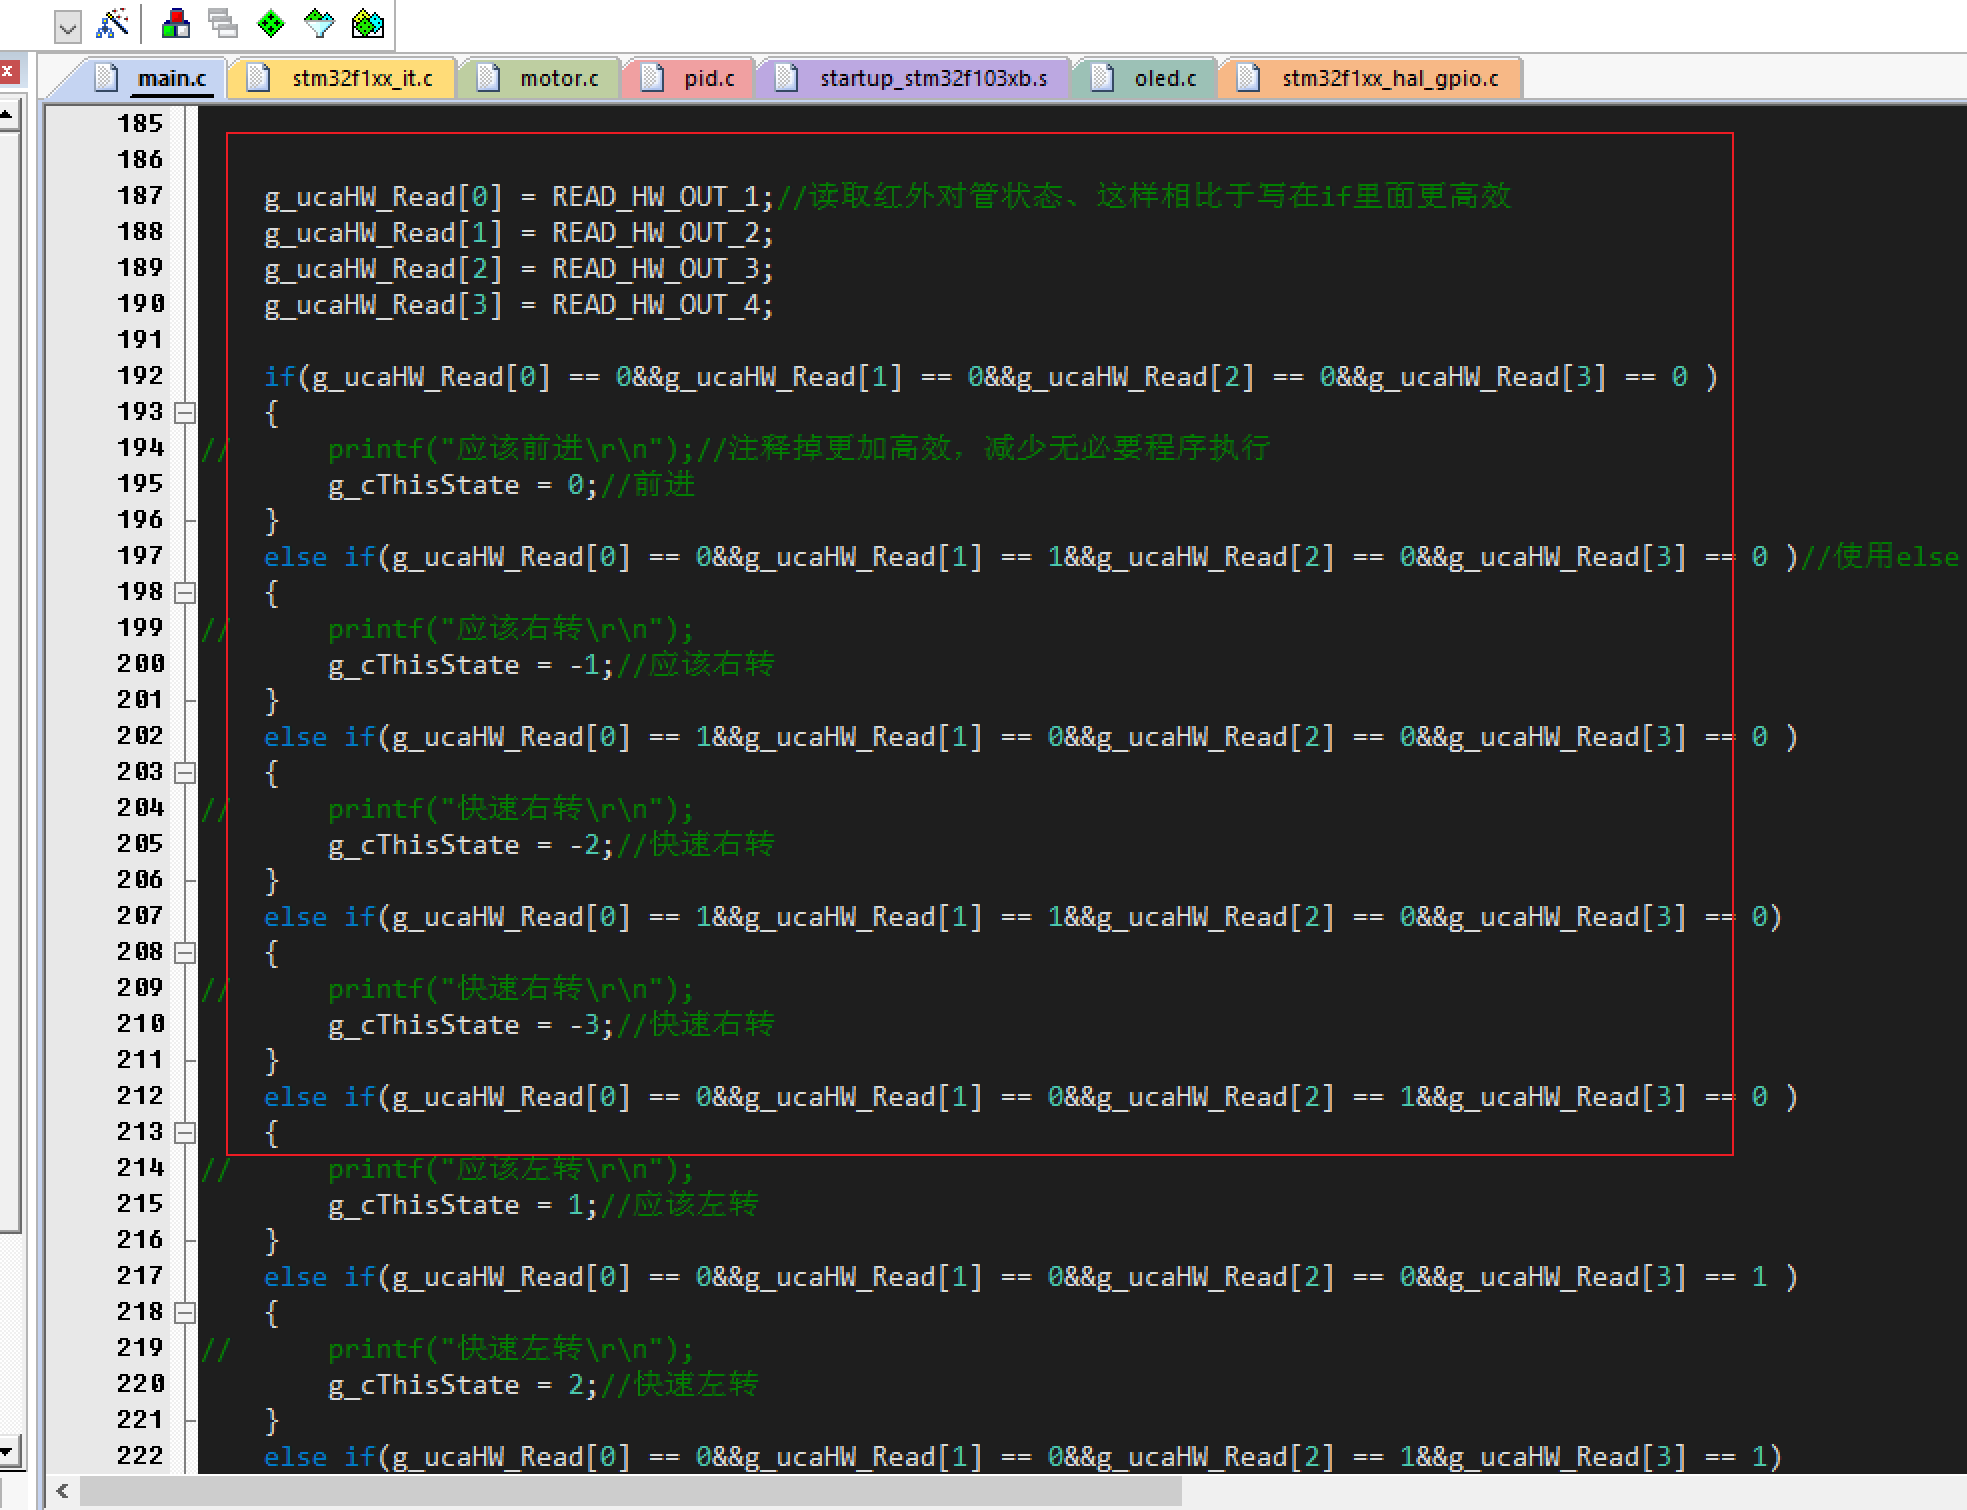 main.c stm32f1xx_it.c motor.c pid.c startup_stm32f103xb.s oled.c stm32f1xx_hal_gpio.c
185
186
187 g_ucaHW_Read[0] = READ_HW_OUT_1;//读取红外对管状态、这样相比于写在if里面更高效
188 g_ucaHW_Read[1] = READ_HW_OUT_2;
189 g_ucaHW_Read[2] = READ_HW_OUT_3;
190 g_ucaHW_Read[3] = READ_HW_OUT_4;
191
192 if(g_ucaHW_Read[0] == 0&&g_ucaHW_Read[1] == 0&&g_ucaHW_Read[2] == 0&&g_ucaHW_Read[3] == 0 )
193 {
194 // printf("应该前进\r\n");//注释掉更加高效，减少无必要程序执行
195 g_cThisState = 0;//前进
196 }
197 else if(g_ucaHW_Read[0] == 0&&g_ucaHW_Read[1] == 1&&g_ucaHW_Read[2] == 0&&g_ucaHW_Read[3] == 0 )//使用else
198 {
199 // printf("应该右转\r\n");
200 g_cThisState = -1;//应该右转
201 }
202 else if(g_ucaHW_Read[0] == 1&&g_ucaHW_Read[1] == 0&&g_ucaHW_Read[2] == 0&&g_ucaHW_Read[3] == 0 )
203 {
204 // printf("快速右转\r\n");
205 g_cThisState = -2;//快速右转
206 }
207 else if(g_ucaHW_Read[0] == 1&&g_ucaHW_Read[1] == 1&&g_ucaHW_Read[2] == 0&&g_ucaHW_Read[3] == 0)
208 {
209 // printf("快速右转\r\n");
210 g_cThisState = -3;//快速右转
211 }
212 else if(g_ucaHW_Read[0] == 0&&g_ucaHW_Read[1] == 0&&g_ucaHW_Read[2] == 1&&g_ucaHW_Read[3] == 0 )
213 {
214 // printf("应该左转\r\n");
215 g_cThisState = 1;//应该左转
216 }
217 else if(g_ucaHW_Read[0] == 0&&g_ucaHW_Read[1] == 0&&g_ucaHW_Read[2] == 0&&g_ucaHW_Read[3] == 1 )
218 {
219 // printf("快速左转\r\n");
220 g_cThisState = 2;//快速左转
221 }
222 else if(g_ucaHW_Read[0] == 0&&g_ucaHW_Read[1] == 0&&g_ucaHW_Read[2] == 1&&g_ucaHW_Read[3] == 1)